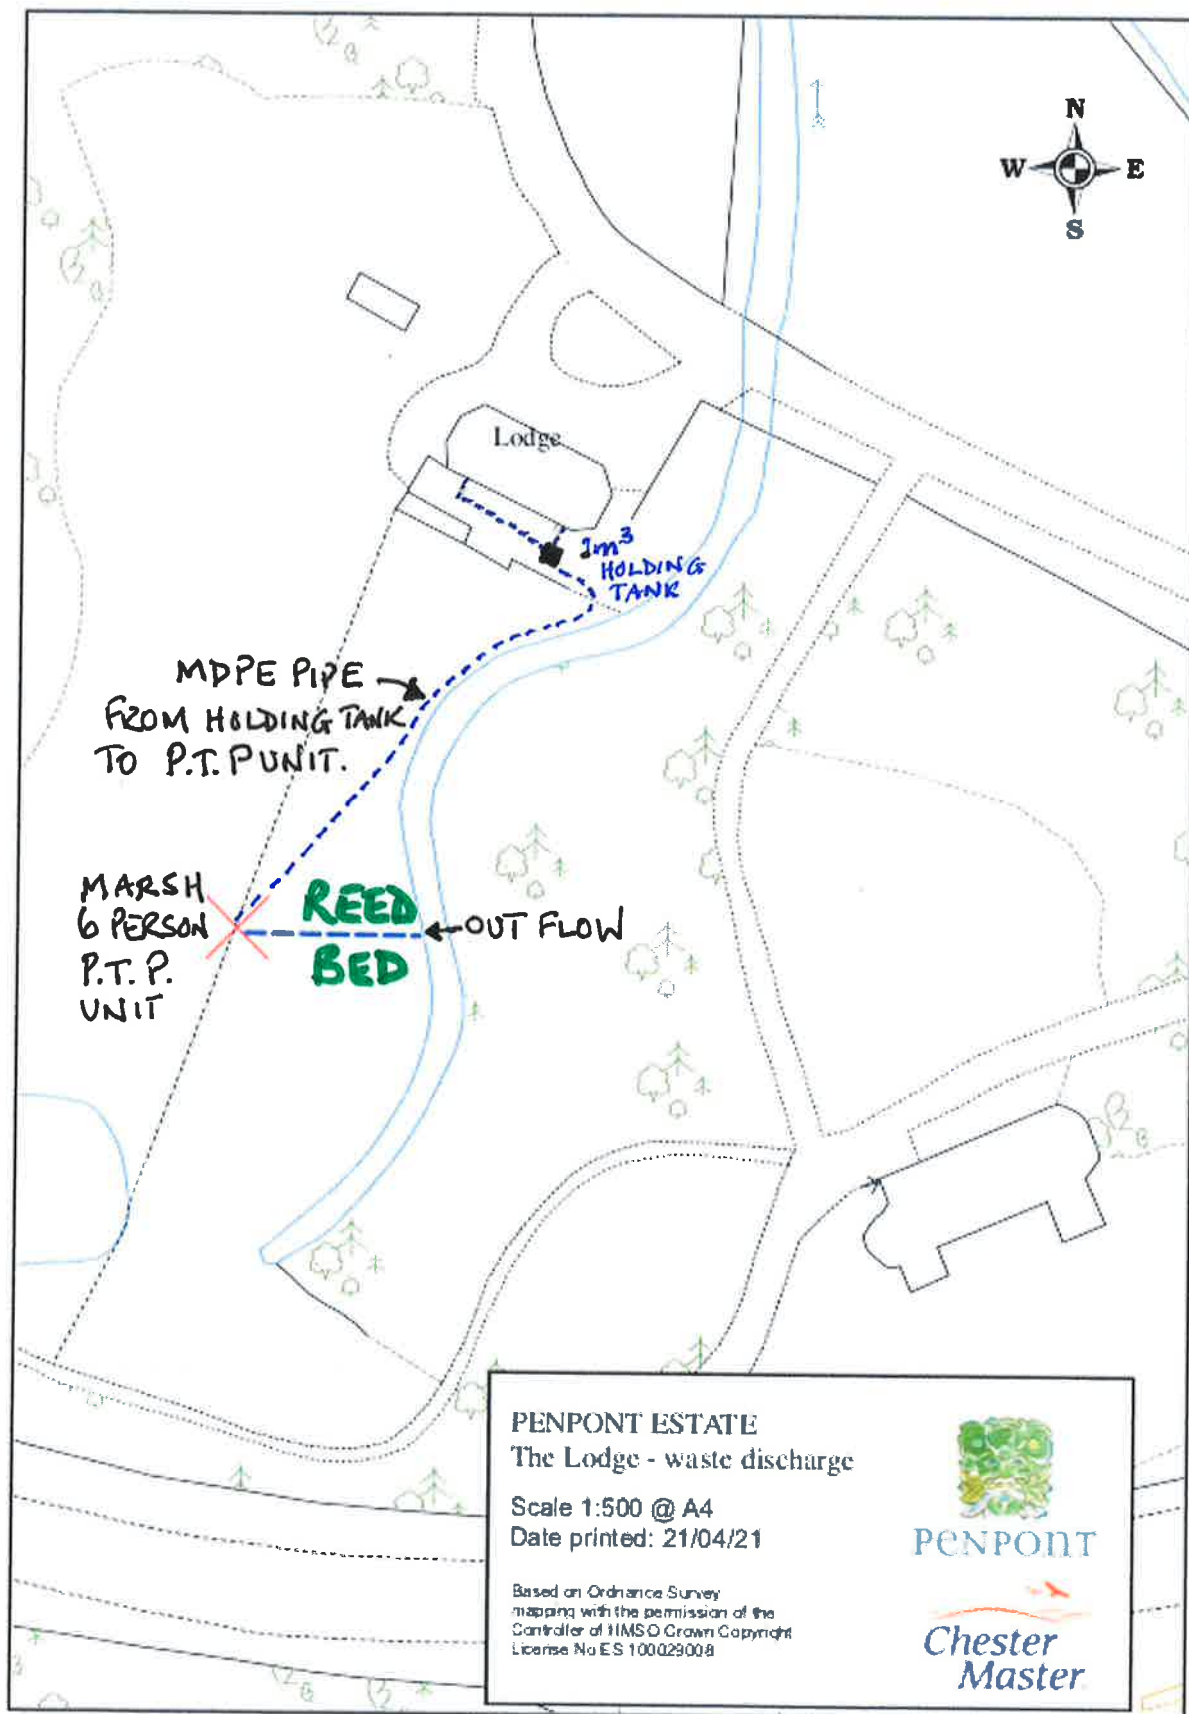 N
W E
S
Lodge
1m³
HOLDING
TANK
MDPE PIPE
FROM HOLDING TANK
TO P.T.P UNIT.
MARSH
6 PERSON
P.T.P.
UNIT
REED
BED
OUT FLOW
PENPONT ESTATE
The Lodge - waste discharge
Scale 1:500 @ A4
Date printed: 21/04/21
Based on Ordnance Survey
mapping with the permission of the
Controller of HMSO Crown Copyright
License No ES 100029008
PENPONT
Chester
Master